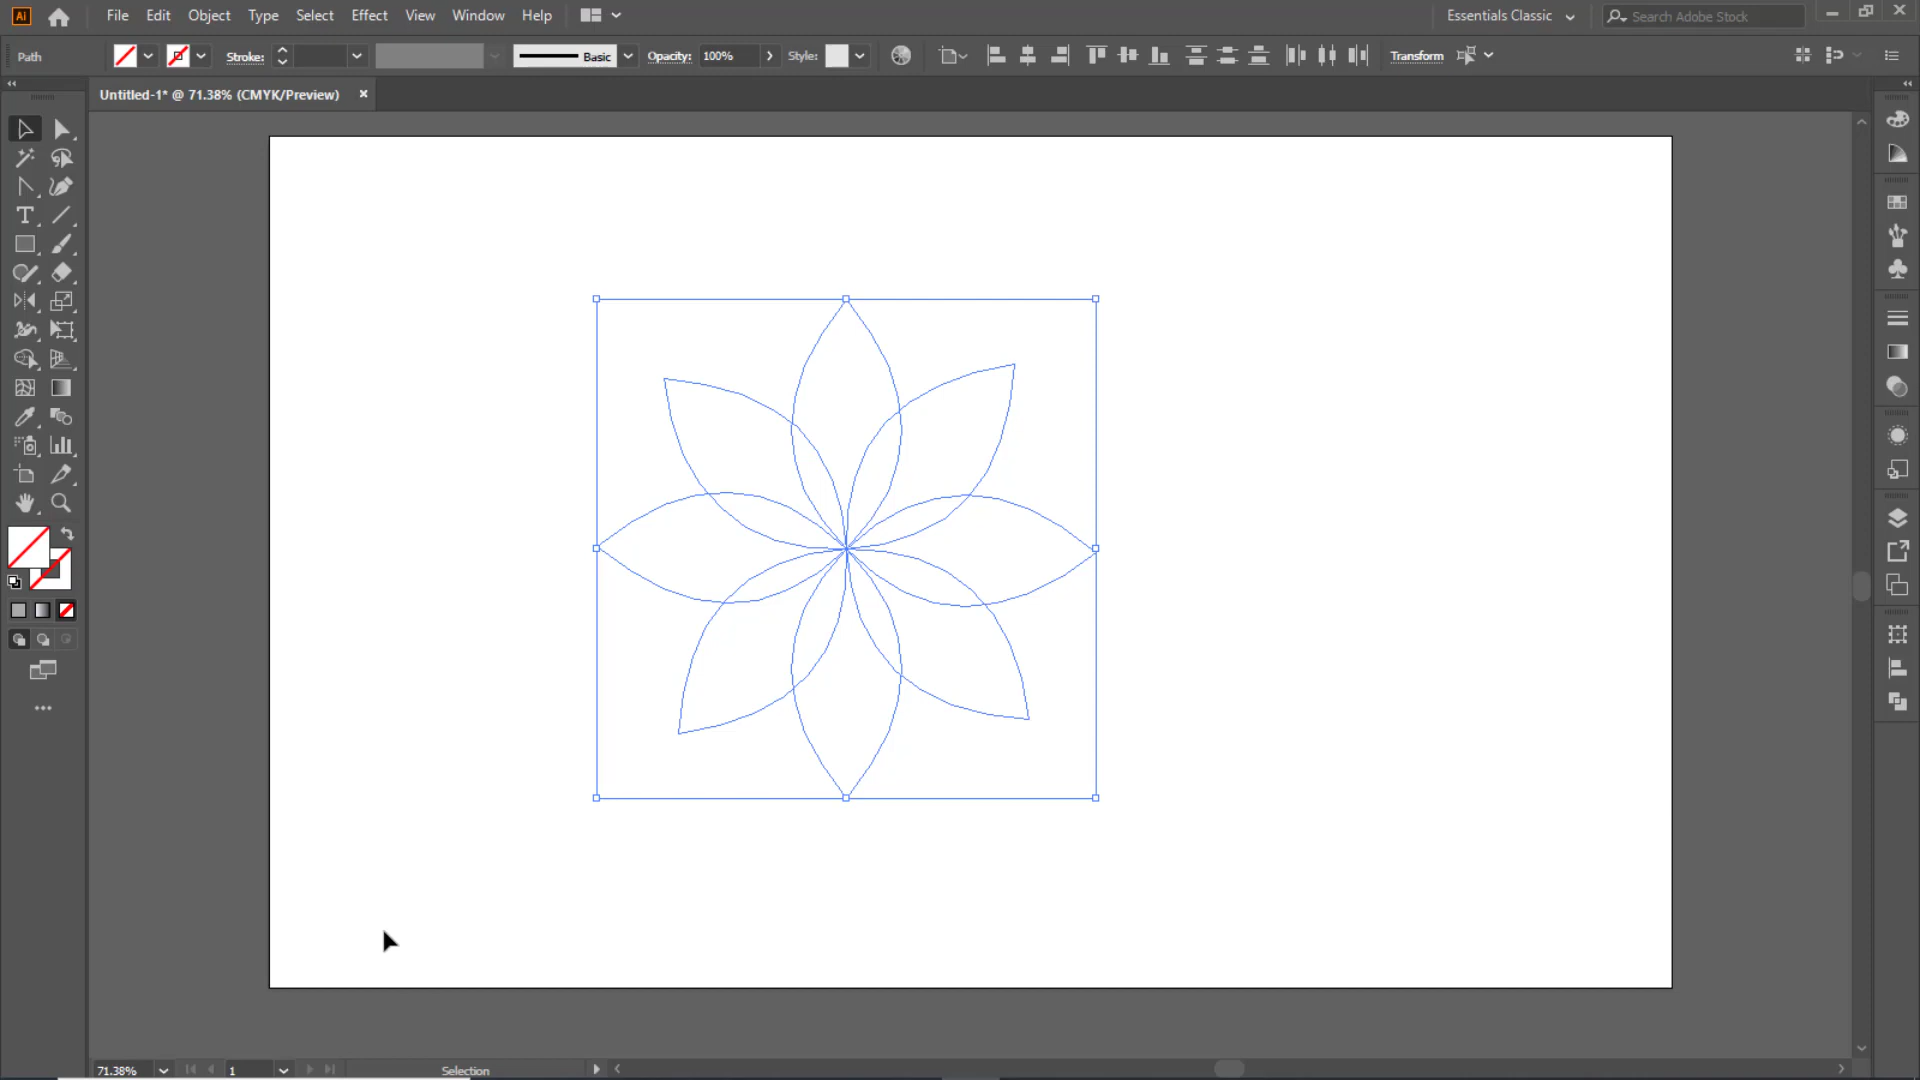 Ai File Edit Object Type Select Effect View Window Help Essentials Classic Search Adobe Stock
Path Stroke: Basic Opacity: 100% Style: Transform
Untitled-1* @ 71.38% (CMYK/Preview) ×
71.38% 1 Selection